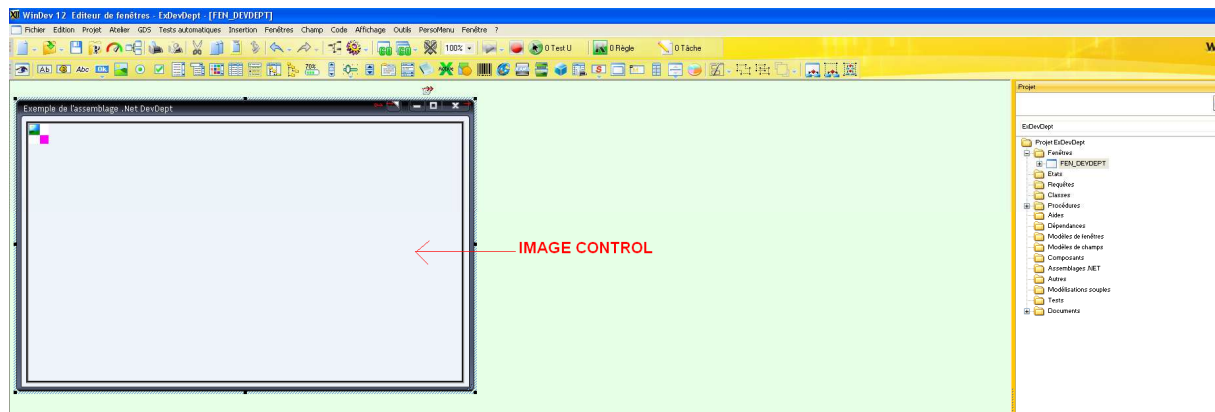 WinDev 12 Editeur de fenêtres - ExDevDept - [FEN_DEVDEPT]
Fichier Edition Projet Atelier GDS Tests automatiques Insertion Fenêtres Champ Code Affichage Outils PersoMenu Fenêtre ?
100% 0 Test U 0 Règle 0 Tâche W
Ab Abc
Projet
Exemple de l'assemblage .Net DevDept
ExDevDept
Projet ExDevDept
Fenêtres
FEN_DEVDEPT
Etats
Requêtes
Classes
Procédures
Aides
Dépendances
Modèles de fenêtres
IMAGE CONTROL
Modèles de champs
Composants
Assemblages .NET
Autres
Modélisations souples
Tests
Documents